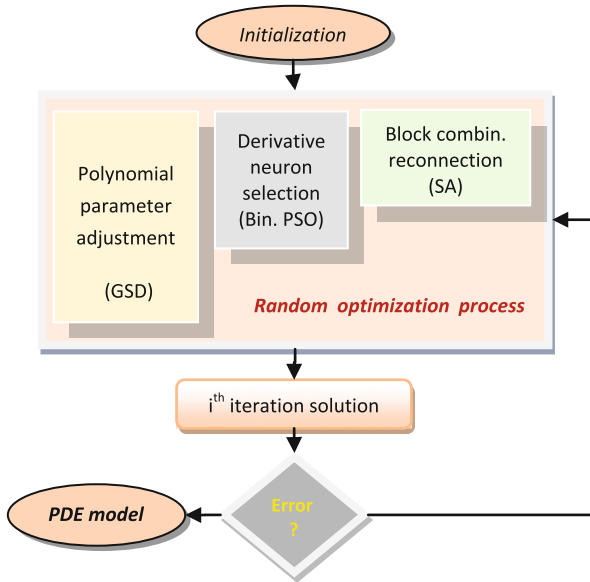 Initialization
Polynomial
parameter
adjustment
(GSD)
Derivative
neuron
selection
(Bin. PSO)
Block combin.
reconnection
(SA)
Random optimization process
i^th iteration solution
Error
?
PDE model